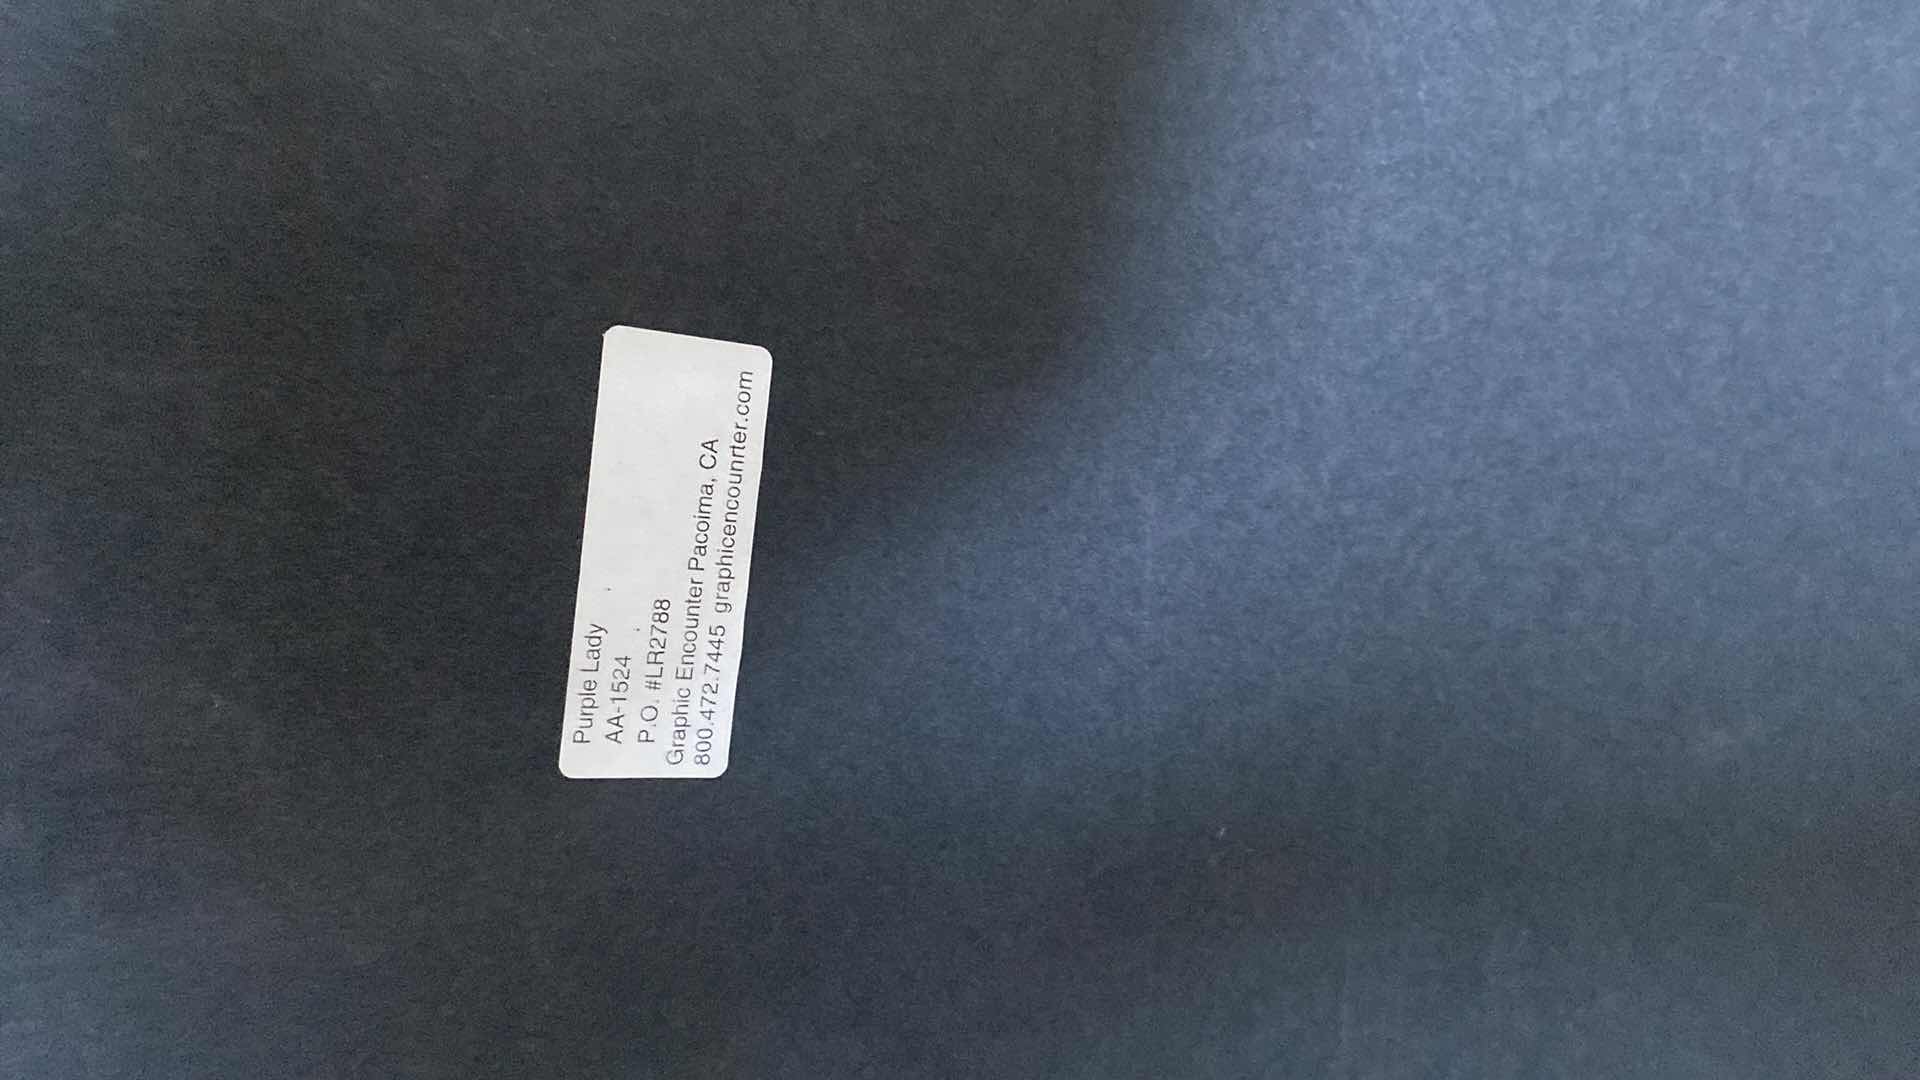 Purple Lady
AA-1524
P.O. #LR2788
Graphic Encounter Pacoima, CA
800.472.7445 graphicencounrter.com